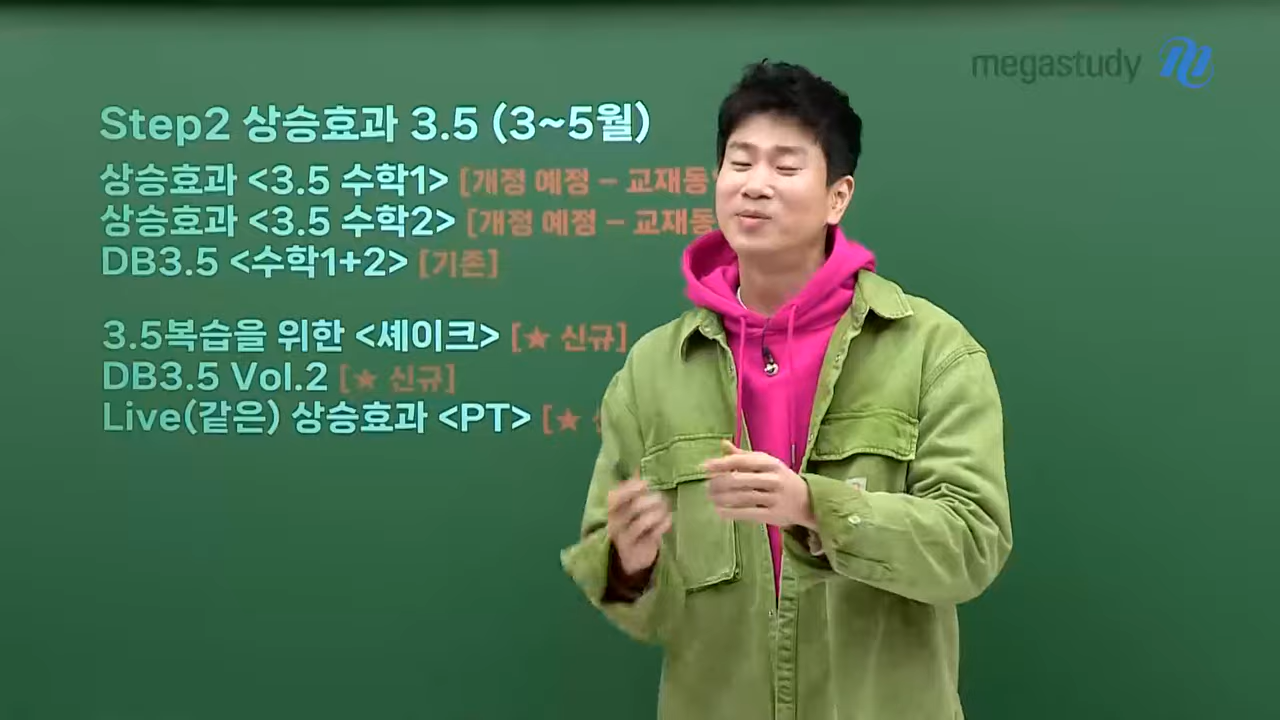 megastudy
Step2 상승효과 3.5 (3~5월)
상승효과 <3.5 수학1> [개정 예정 – 교재동
상승효과 <3.5 수학2> [개정 예정 – 교재동
DB3.5 <수학1+2> [기존]
3.5복습을 위한 <셰이크> [★ 신규]
DB3.5 Vol.2 [★ 신규]
Live(같은) 상승효과 <PT> [★